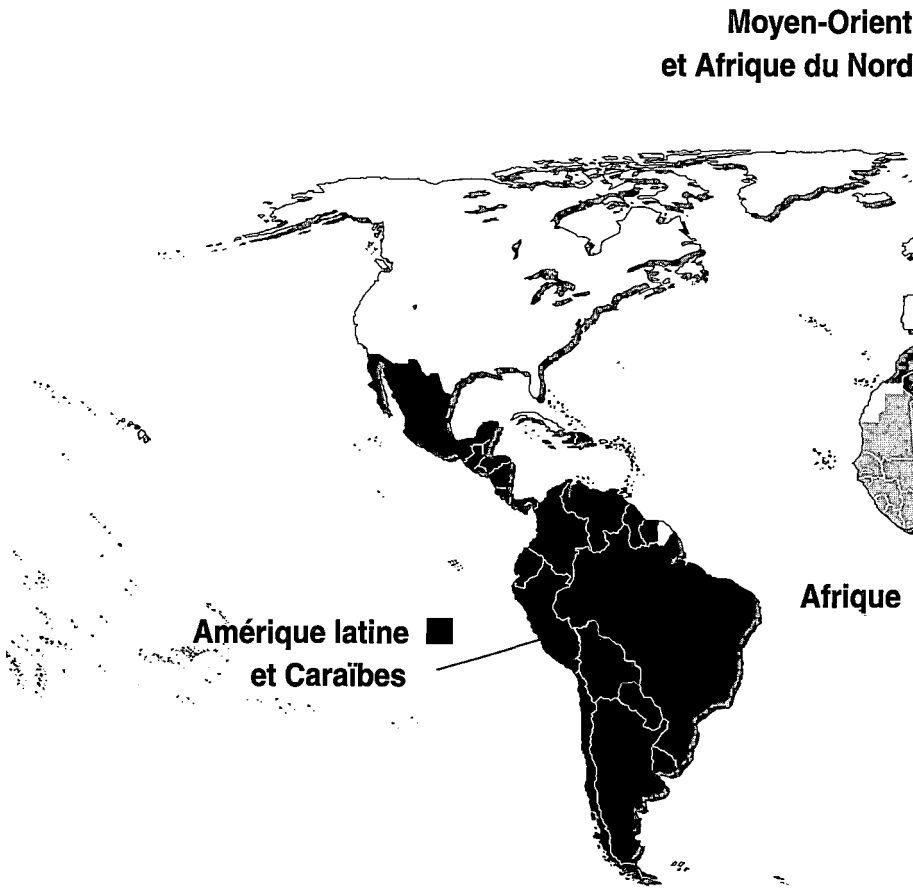 Moyen-Orient
et Afrique du Nord
Afrique
Amérique latine
et Caraïbes